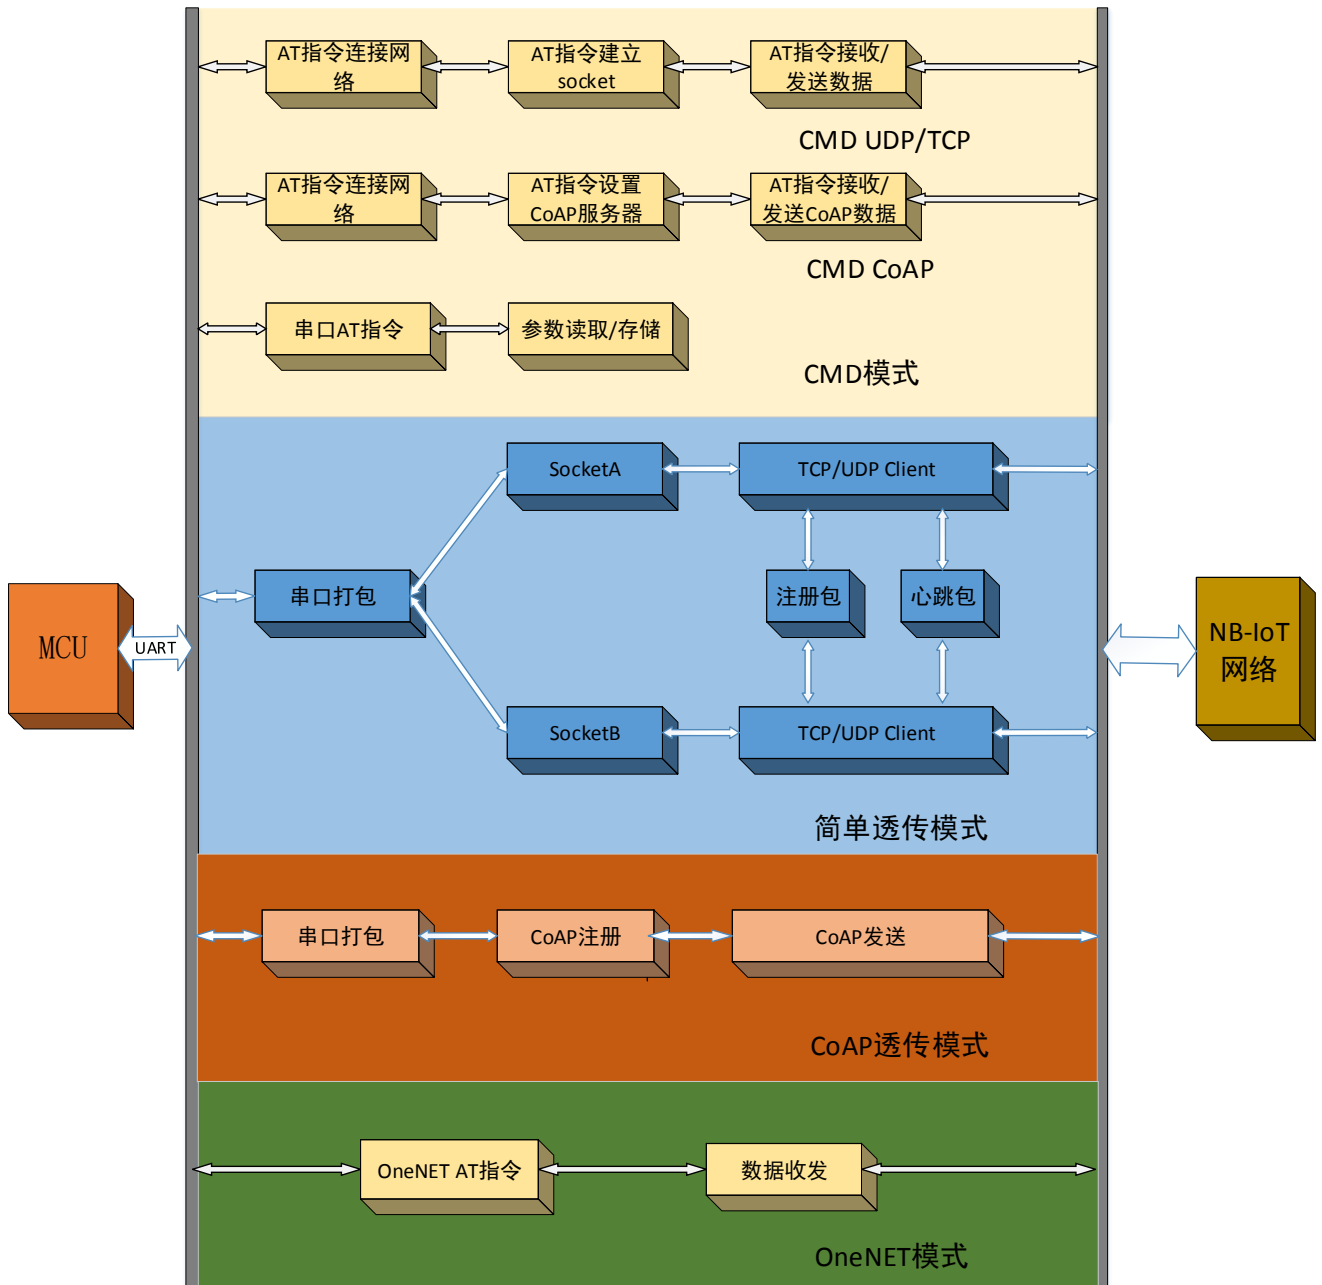 AT指令连接网
络
AT指令建立
socket
AT指令接收/
发送数据
CMD UDP/TCP
AT指令连接网
络
AT指令设置
CoAP服务器
AT指令接收/
发送CoAP数据
CMD CoAP
串口AT指令
参数读取/存储
CMD模式
SocketA
TCP/UDP Client
串口打包
注册包
心跳包
MCU
UART
NB-IoT
网络
SocketB
TCP/UDP Client
简单透传模式
串口打包
CoAP注册
CoAP发送
CoAP透传模式
OneNET AT指令
数据收发
OneNET模式